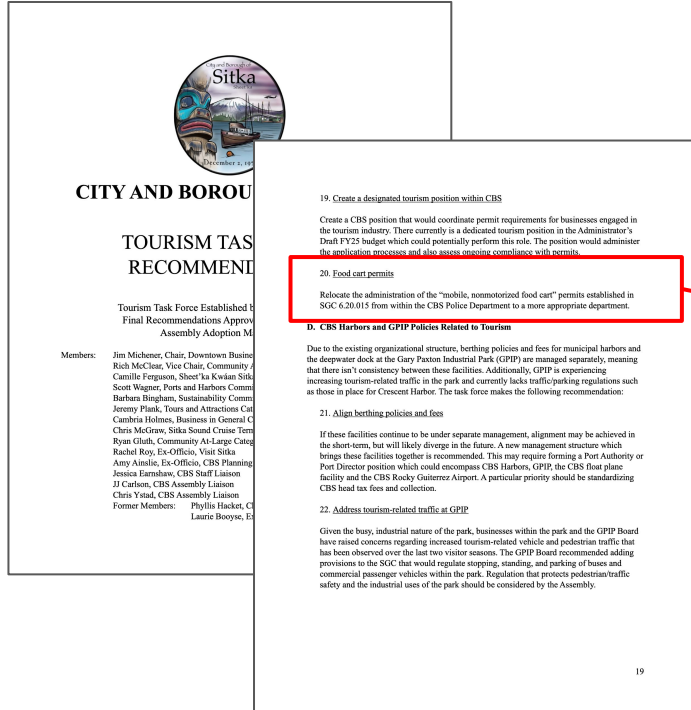 City and Borough of
Sitka
December 2, 19
CITY AND BOROU
TOURISM TAS
RECOMMEND
Tourism Task Force Established b
Final Recommendations Approv
Assembly Adoption M
Members: Jim Michener, Chair, Downtown Busine
Rich McClear, Vice Chair, Community A
Camille Ferguson, Sheet'ka Kwáan Sitk
Scott Wagner, Ports and Harbors Commi
Barbara Bingham, Sustainability Comm
Jeremy Plank, Tours and Attractions Cat
Cambria Holmes, Business in General C
Chris McGraw, Sitka Sound Cruise Term
Ryan Gluth, Community At-Large Categ
Rachel Roy, Ex-Officio, Visit Sitka
Amy Ainslie, Ex-Officio, CBS Planning
Jessica Earnshaw, CBS Staff Liaison
JJ Carlson, CBS Assembly Liaison
Chris Ystad, CBS Assembly Liaison
Former Members: Phyllis Hacket, Cl
Laurie Booyse, Ex
19. Create a designated tourism position within CBS
Create a CBS position that would coordinate permit requirements for businesses engaged in
the tourism industry. There currently is a dedicated tourism position in the Administrator's
Draft FY25 budget which could potentially perform this role. The position would administer
the application processes and also assess ongoing compliance with permits.
20. Food cart permits
Relocate the administration of the “mobile, nonmotorized food cart” permits established in
SGC 6.20.015 from within the CBS Police Department to a more appropriate department.
D. CBS Harbors and GPIP Policies Related to Tourism
Due to the existing organizational structure, berthing policies and fees for municipal harbors and
the deepwater dock at the Gary Paxton Industrial Park (GPIP) are managed separately, meaning
that there isn't consistency between these facilities. Additionally, GPIP is experiencing
increasing tourism-related traffic in the park and currently lacks traffic/parking regulations such
as those in place for Crescent Harbor. The task force makes the following recommendation:
21. Align berthing policies and fees
If these facilities continue to be under separate management, alignment may be achieved in
the short-term, but will likely diverge in the future. A new management structure which
brings these facilities together is recommended. This may require forming a Port Authority or
Port Director position which could encompass CBS Harbors, GPIP, the CBS float plane
facility and the CBS Rocky Guiterrez Airport. A particular priority should be standardizing
CBS head tax fees and collection.
22. Address tourism-related traffic at GPIP
Given the busy, industrial nature of the park, businesses within the park and the GPIP Board
have raised concerns regarding increased tourism-related vehicle and pedestrian traffic that
has been observed over the last two visitor seasons. The GPIP Board recommended adding
provisions to the SGC that would regulate stopping, standing, and parking of buses and
commercial passenger vehicles within the park. Regulation that protects pedestrian/traffic
safety and the industrial uses of the park should be considered by the Assembly.
19